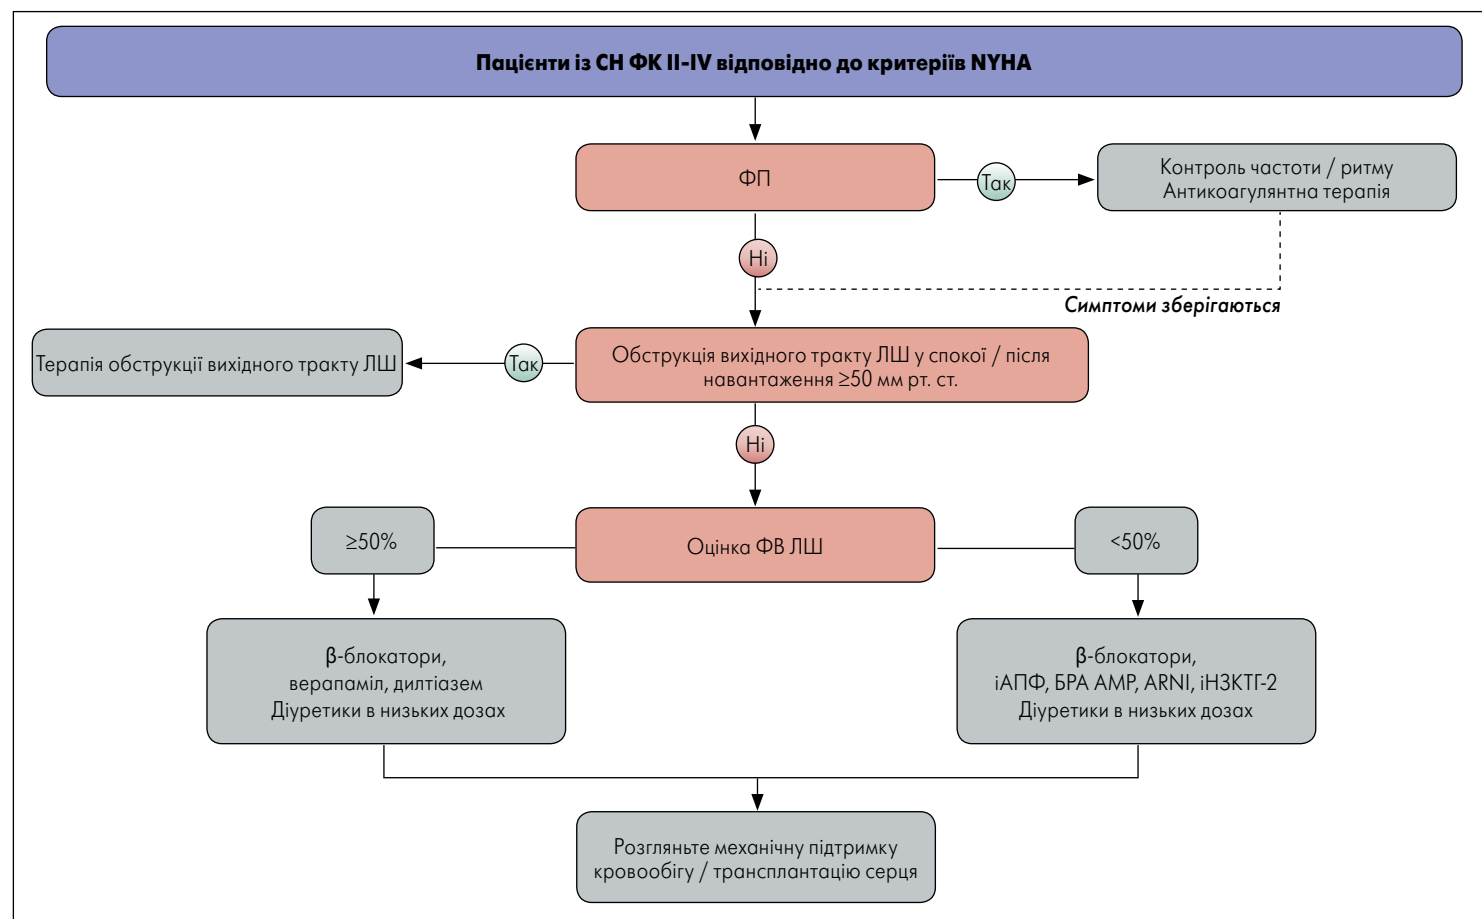 Пацієнти із СН ФК II-IV відповідно до критеріїв NYHA
ФП
Так
Контроль частоти / ритму
Антикоагулянтна терапія
Ні
Симптоми зберігаються
Терапія обструкції вихідного тракту ЛШ
Так
Обструкція вихідного тракту ЛШ у спокої / після
навантаження ≥50 мм рт. ст.
Ні
≥50%
Оцінка ФВ ЛШ
<50%
β-блокатори,
верапаміл, дилтіазем
Діуретики в низьких дозах
β-блокатори,
іАПФ, БРА АМР, ARNI, іНЗКТГ-2
Діуретики в низьких дозах
Розгляньте механічну підтримку
кровообігу / трансплантацію серця